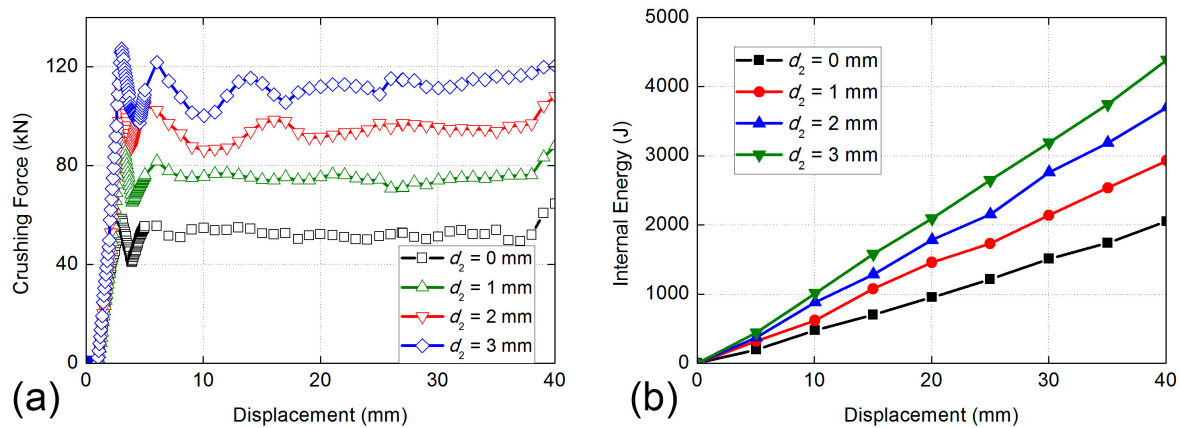 120
80
40
0
Crushing Force (kN)
0 10 20 30 40
Displacement (mm)
d₂ = 0 mm
d₂ = 1 mm
d₂ = 2 mm
d₂ = 3 mm
(a)
5000
4000
3000
2000
1000
0
Internal Energy (J)
0 10 20 30 40
Displacement (mm)
d₂ = 0 mm
d₂ = 1 mm
d₂ = 2 mm
d₂ = 3 mm
(b)